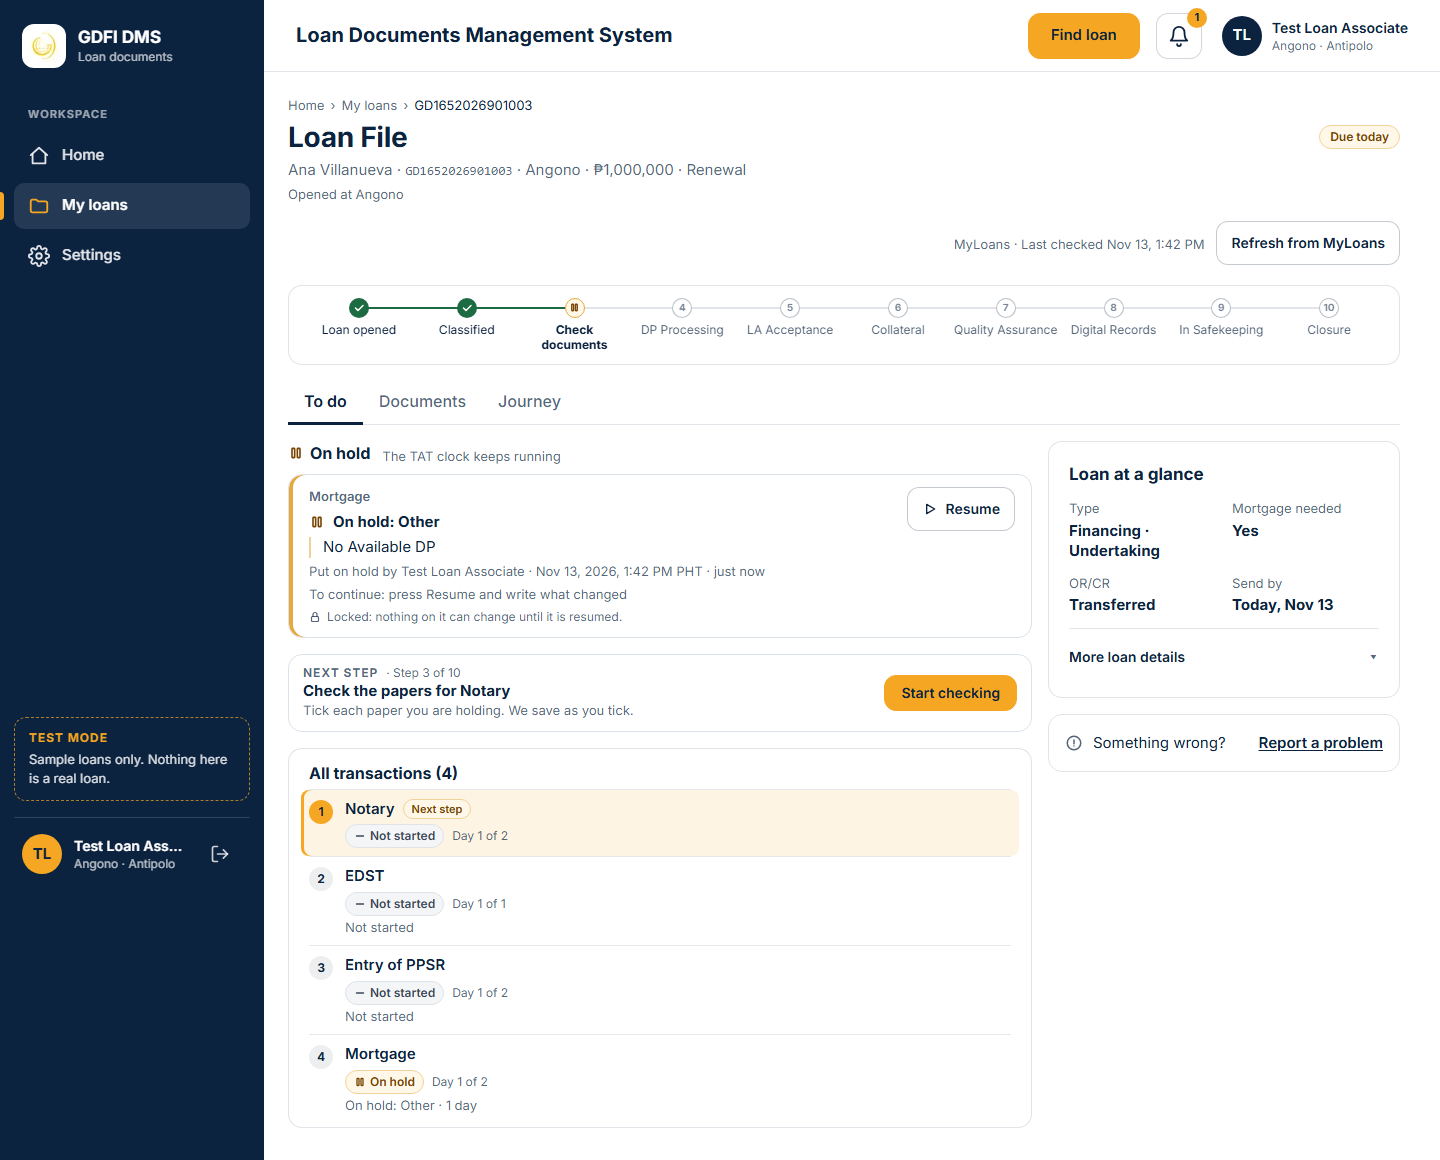 GDFI DMS
Loan documents
WORKSPACE
Home
My loans
Settings
TEST MODE
Sample loans only. Nothing here
is a real loan.
TL
Test Loan Ass...
Angono · Antipolo
Loan Documents Management System
Find loan
1
TL
Test Loan Associate
Angono · Antipolo
Home › My loans › GD1652026901003
Loan File
Due today
Ana Villanueva · GD1652026901003 · Angono · ₱1,000,000 · Renewal
Opened at Angono
MyLoans · Last checked Nov 13, 1:42 PM
Refresh from MyLoans
Loan opened
Classified
Check
documents
4
DP Processing
5
LA Acceptance
6
Collateral
7
Quality Assurance
8
Digital Records
9
In Safekeeping
10
Closure
To do
Documents
Journey
On hold
The TAT clock keeps running
Mortgage
On hold: Other
No Available DP
Put on hold by Test Loan Associate · Nov 13, 2026, 1:42 PM PHT · just now
To continue: press Resume and write what changed
Locked: nothing on it can change until it is resumed.
Resume
NEXT STEP · Step 3 of 10
Check the papers for Notary
Tick each paper you are holding. We save as you tick.
Start checking
All transactions (4)
1
Notary
Next step
– Not started
Day 1 of 2
2
EDST
– Not started
Day 1 of 1
Not started
3
Entry of PPSR
– Not started
Day 1 of 2
Not started
4
Mortgage
On hold
Day 1 of 2
On hold: Other · 1 day
Loan at a glance
Type
Financing ·
Undertaking
Mortgage needed
Yes
OR/CR
Transferred
Send by
Today, Nov 13
More loan details
Something wrong?
Report a problem